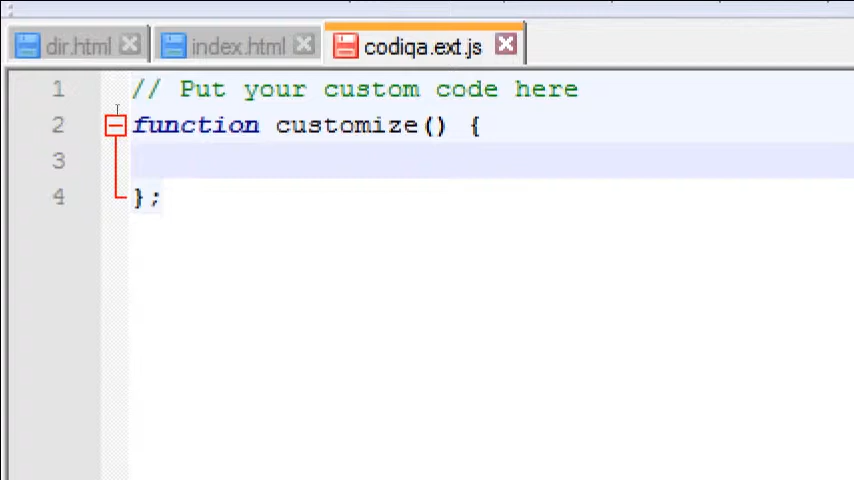 dir.html
index.html
codiqa.ext.js
1 // Put your custom code here
2 function customize() {
3
4 };